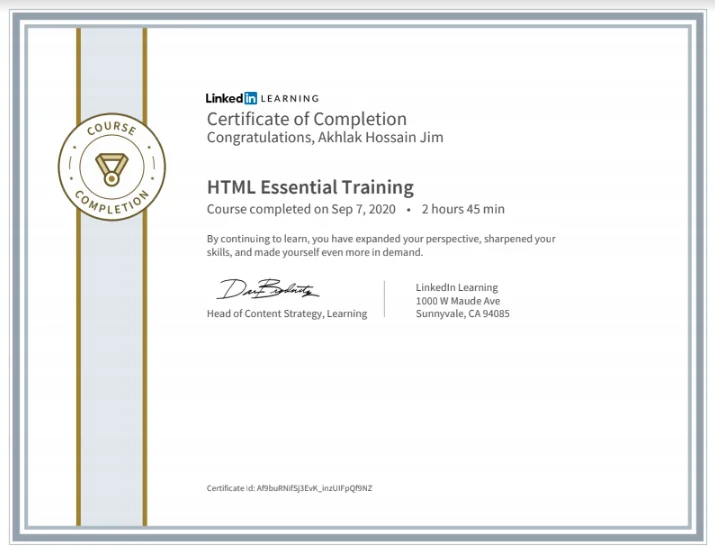 COURSE
COMPLETION
Linked in LEARNING
Certificate of Completion
Congratulations, Akhlak Hossain Jim
HTML Essential Training
Course completed on Sep 7, 2020 • 2 hours 45 min
By continuing to learn, you have expanded your perspective, sharpened your
skills, and made yourself even more in demand.
Head of Content Strategy, Learning
LinkedIn Learning
1000 W Maude Ave
Sunnyvale, CA 94085
Certificate id: